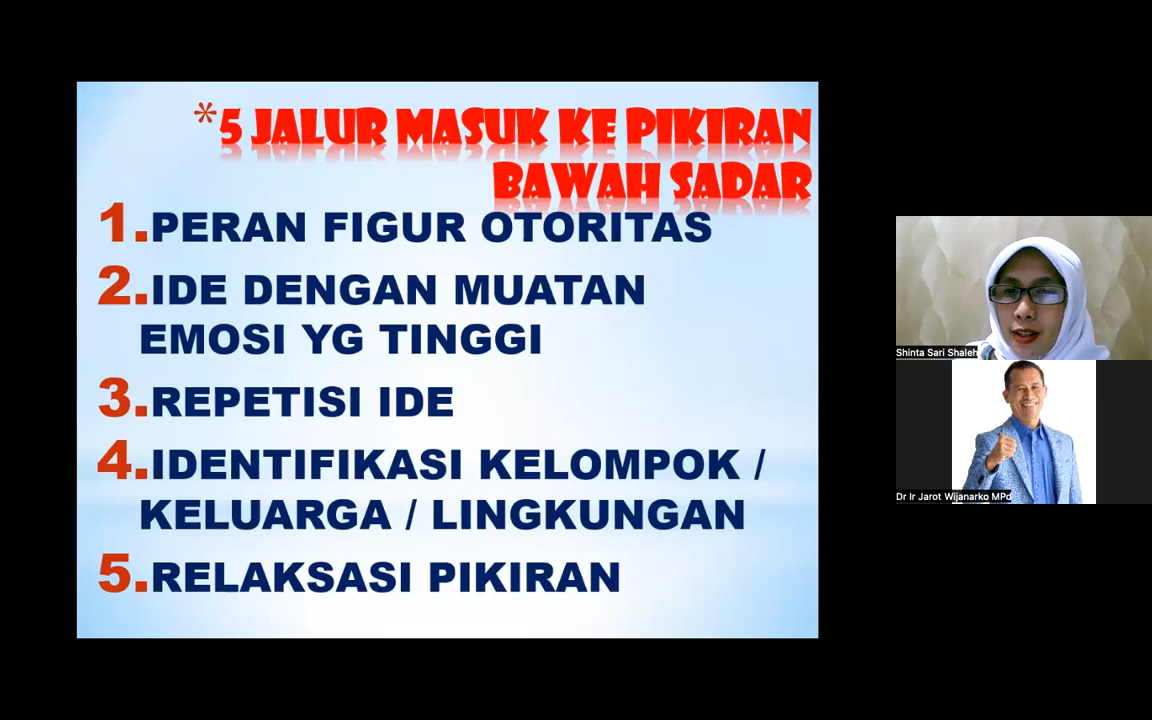 *5 JALUR MASUK KE PIKIRAN
BAWAH SADAR
1.PERAN FIGUR OTORITAS
2.IDE DENGAN MUATAN
EMOSI YG TINGGI
3.REPETISI IDE
4.IDENTIFIKASI KELOMPOK /
KELUARGA / LINGKUNGAN
5.RELAKSASI PIKIRAN
Shinta Sari Shaleh
Dr Ir Jarot Wijanarko MPd